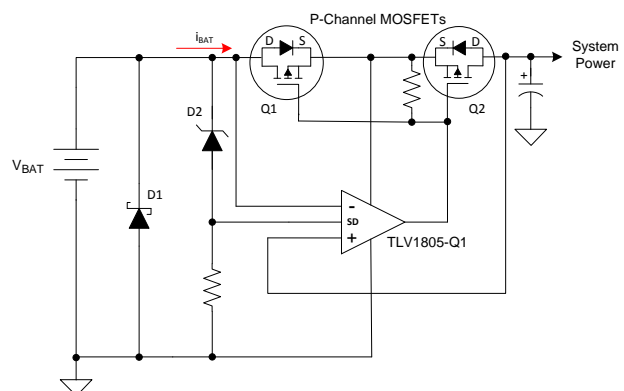 P-Channel MOSFETs
iBAT
D S
S D
System
Power
+
Q1
Q2
D2
VBAT
D1
-
SD
+
TLV1805-Q1